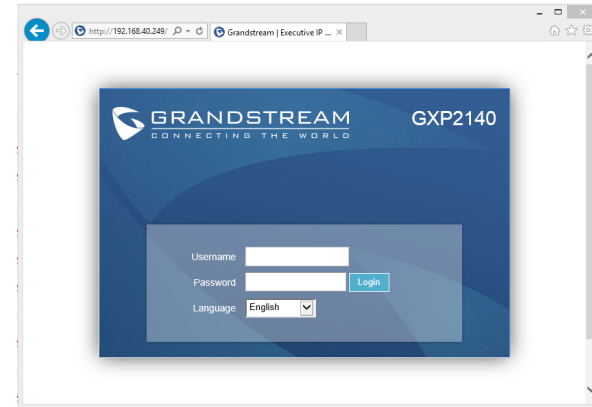 http://192.168.40.249/
Grandstream | Executive IP ...
GRANDSTREAM
CONNECTING THE WORLD
GXP2140
Username
Password
Login
Language
English